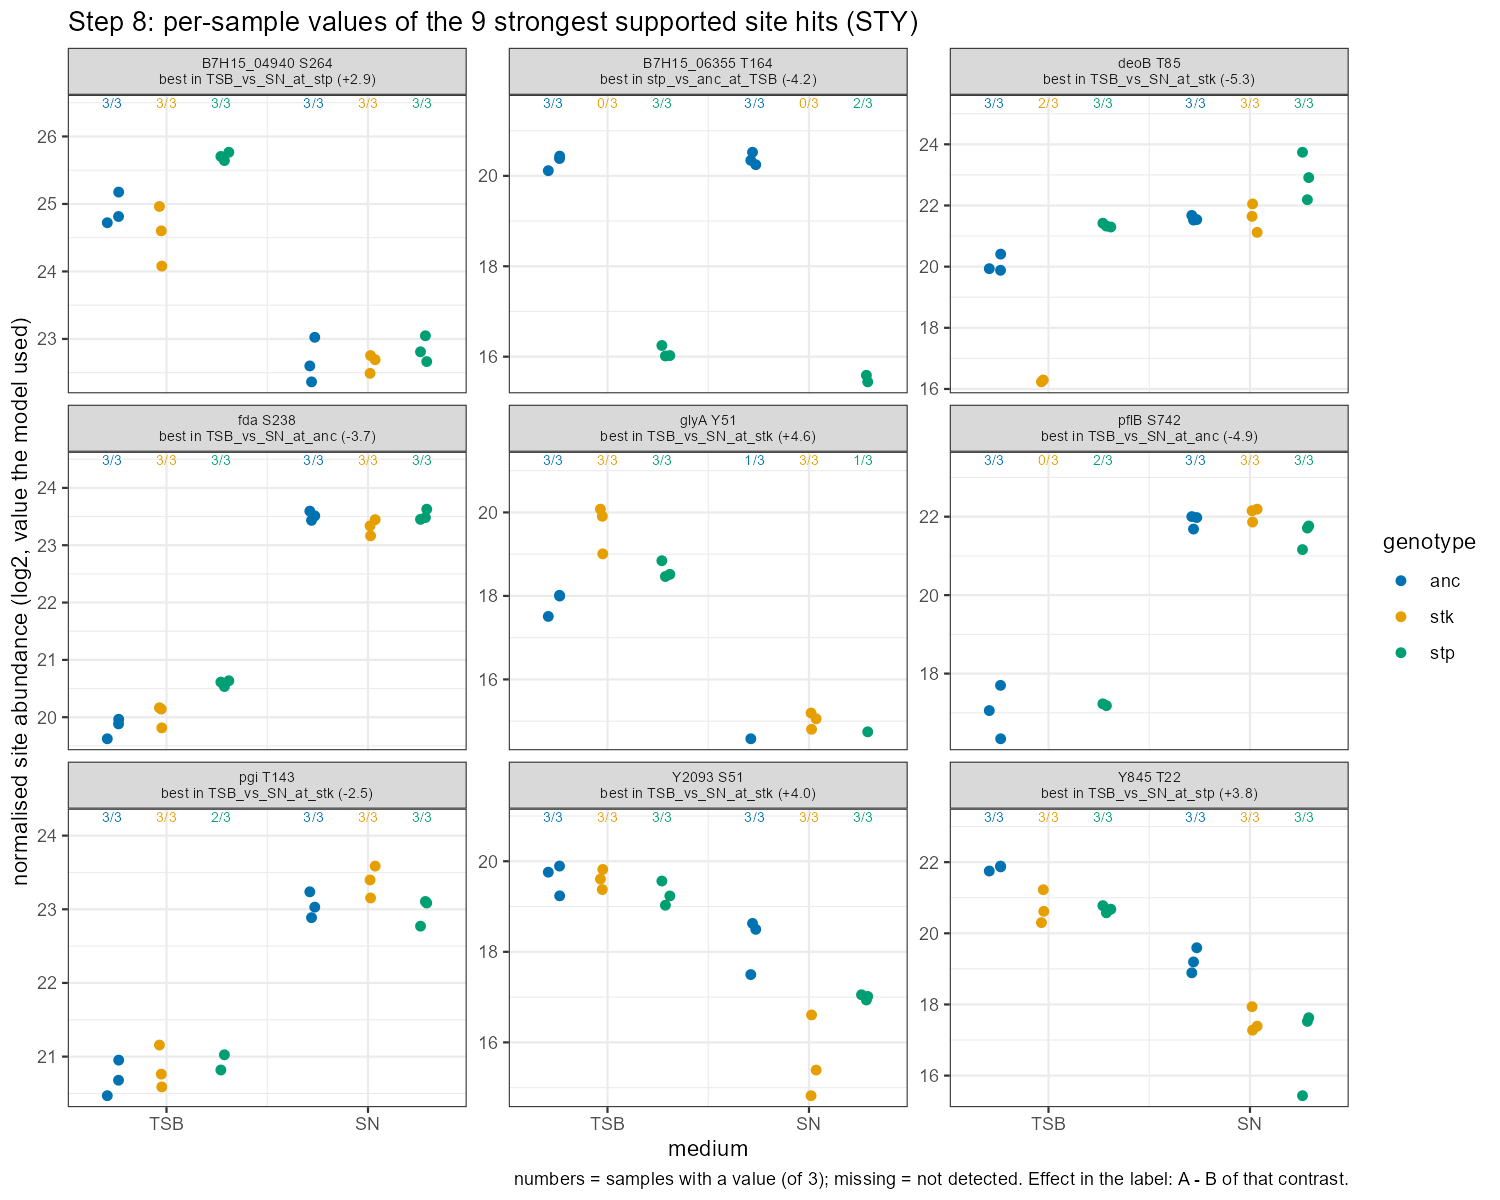 Step 8: per-sample values of the 9 strongest supported site hits (STY)
B7H15_04940 S264
best in TSB_vs_SN_at_stp (+2.9)
B7H15_06355 T164
best in stp_vs_anc_at_TSB (-4.2)
deoB T85
best in TSB_vs_SN_at_stk (-5.3)
3/3 3/3 3/3 3/3 3/3 3/3
3/3 0/3 3/3 3/3 0/3 2/3
3/3 2/3 3/3 3/3 3/3 3/3
26
25
24
23
20
18
16
24
22
20
18
16
fda S238
best in TSB_vs_SN_at_anc (-3.7)
glyA Y51
best in TSB_vs_SN_at_stk (+4.6)
pflB S742
best in TSB_vs_SN_at_anc (-4.9)
3/3 3/3 3/3 3/3 3/3 3/3
3/3 3/3 3/3 1/3 3/3 1/3
3/3 0/3 2/3 3/3 3/3 3/3
24
23
22
21
20
20
18
16
22
20
18
pgi T143
best in TSB_vs_SN_at_stk (-2.5)
Y2093 S51
best in TSB_vs_SN_at_stk (+4.0)
Y845 T22
best in TSB_vs_SN_at_stp (+3.8)
3/3 3/3 2/3 3/3 3/3 3/3
3/3 3/3 3/3 3/3 3/3 3/3
3/3 3/3 3/3 3/3 3/3 3/3
24
23
22
21
20
18
16
22
20
18
16
TSB SN
TSB SN
TSB SN
medium
normalised site abundance (log2, value the model used)
genotype
anc
stk
stp
numbers = samples with a value (of 3); missing = not detected. Effect in the label: A - B of that contrast.